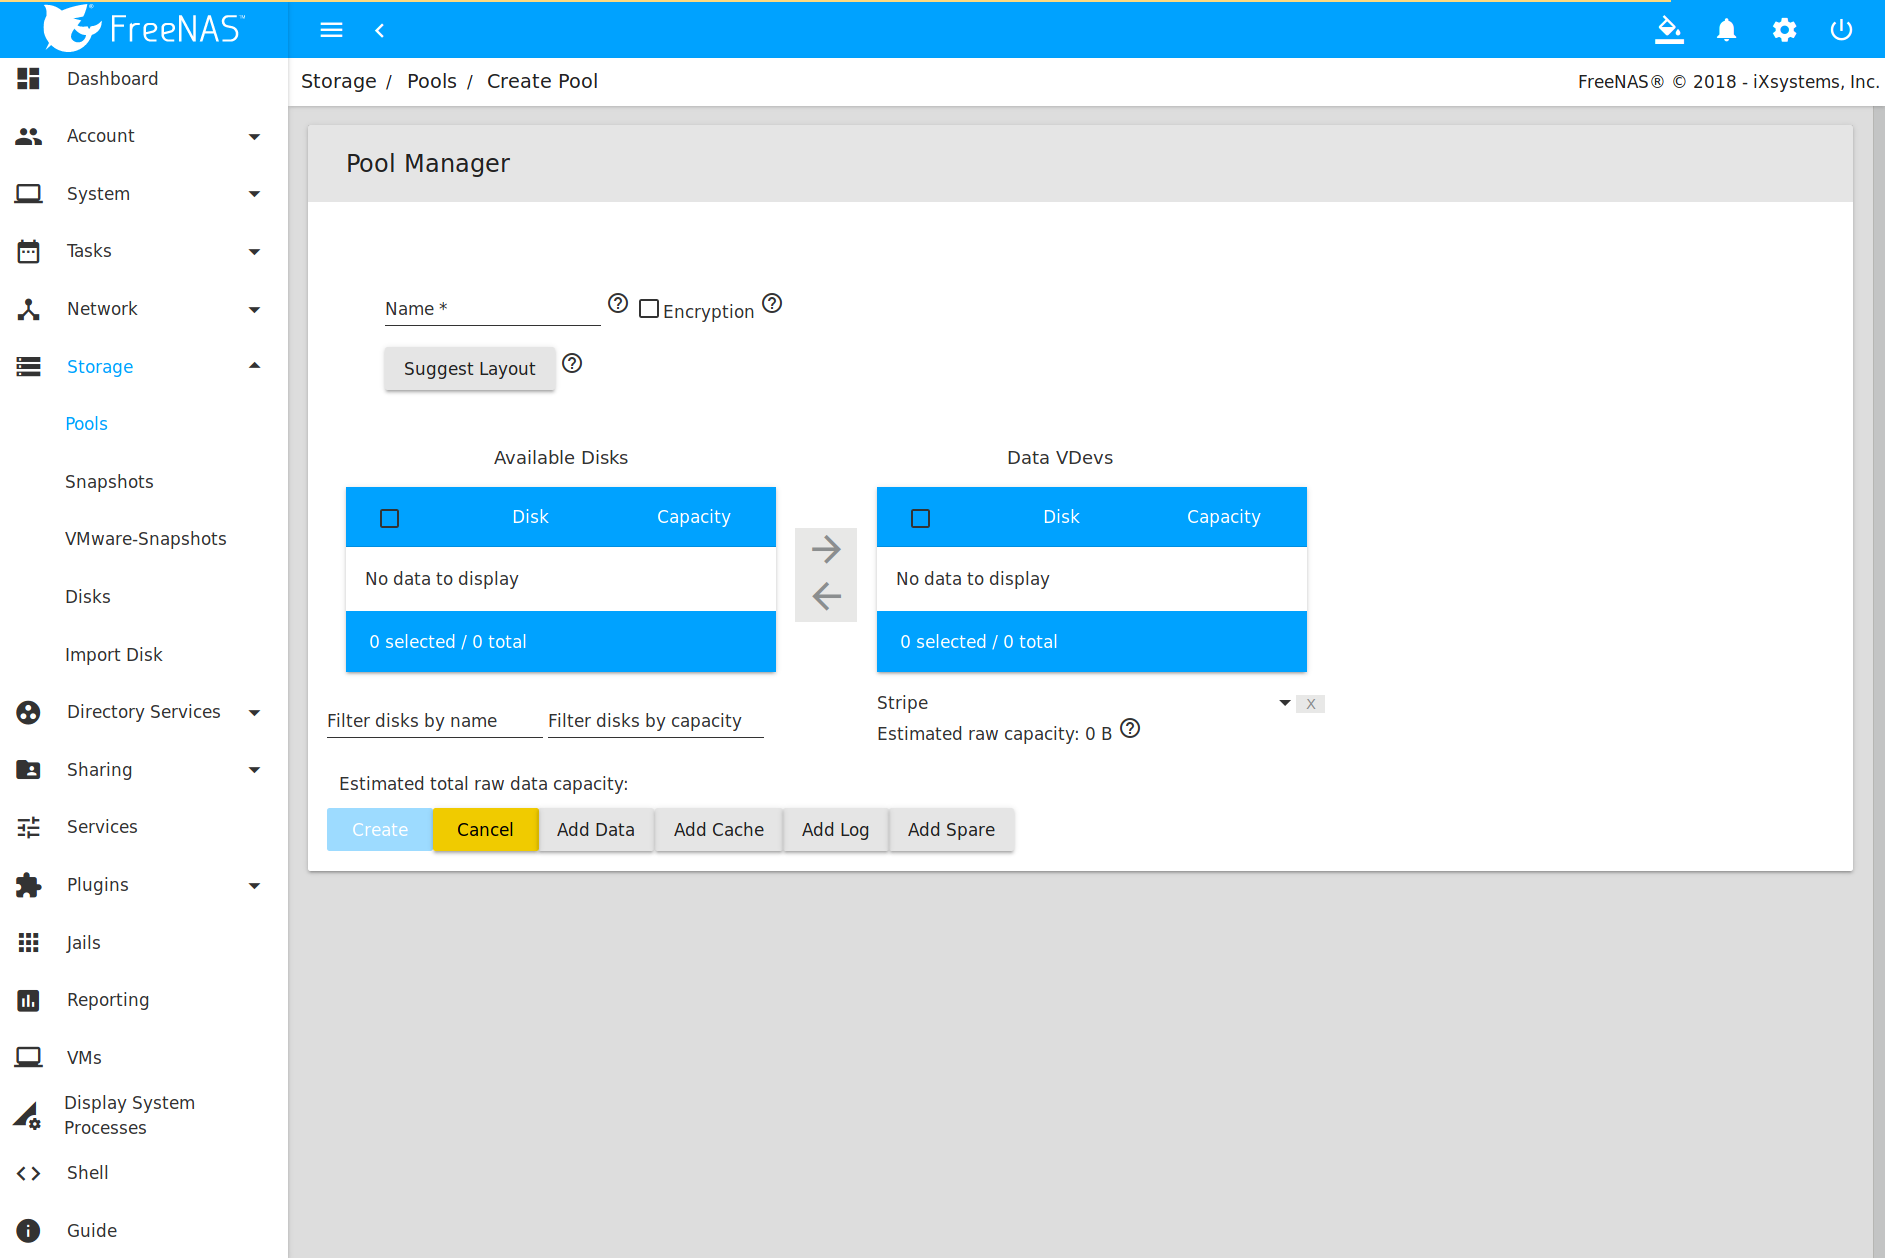 FreeNAS™
Storage / Pools / Create Pool
FreeNAS® © 2018 - iXsystems, Inc.
Dashboard
Account
System
Tasks
Network
Storage
Pools
Snapshots
VMware-Snapshots
Disks
Import Disk
Directory Services
Sharing
Services
Plugins
Jails
Reporting
VMs
Display System
Processes
Shell
Guide
Pool Manager
Name *
Encryption
Suggest Layout
Available Disks
Disk Capacity
No data to display
0 selected / 0 total
Filter disks by name Filter disks by capacity
Data VDevs
Disk Capacity
No data to display
0 selected / 0 total
Stripe X
Estimated raw capacity: 0 B
Estimated total raw data capacity:
Create Cancel Add Data Add Cache Add Log Add Spare